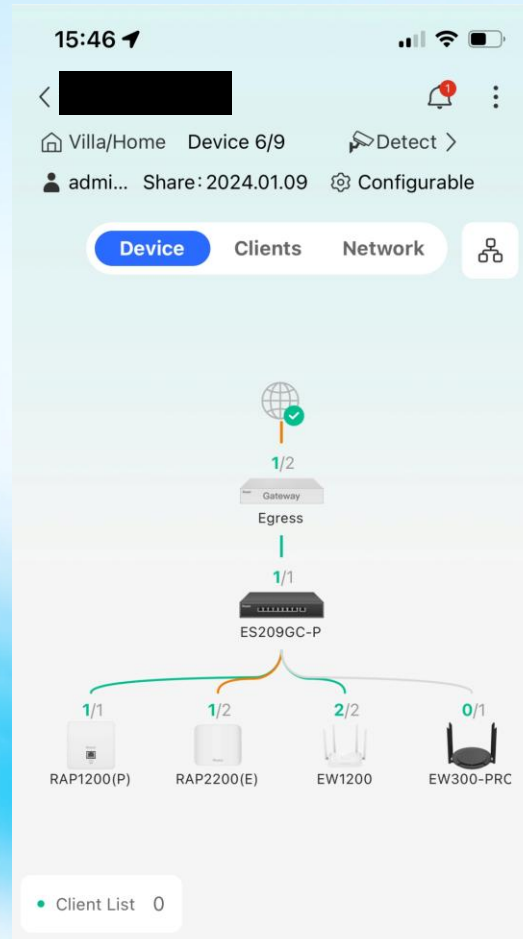 15:46
1
Villa/Home Device 6/9 Detect >
admi... Share: 2024.01.09 Configurable
Device Clients Network
1/2
Gateway
Egress
1/1
ES209GC-P
1/1 1/2 2/2 0/1
RAP1200(P) RAP2200(E) EW1200 EW300-PRO
Client List 0